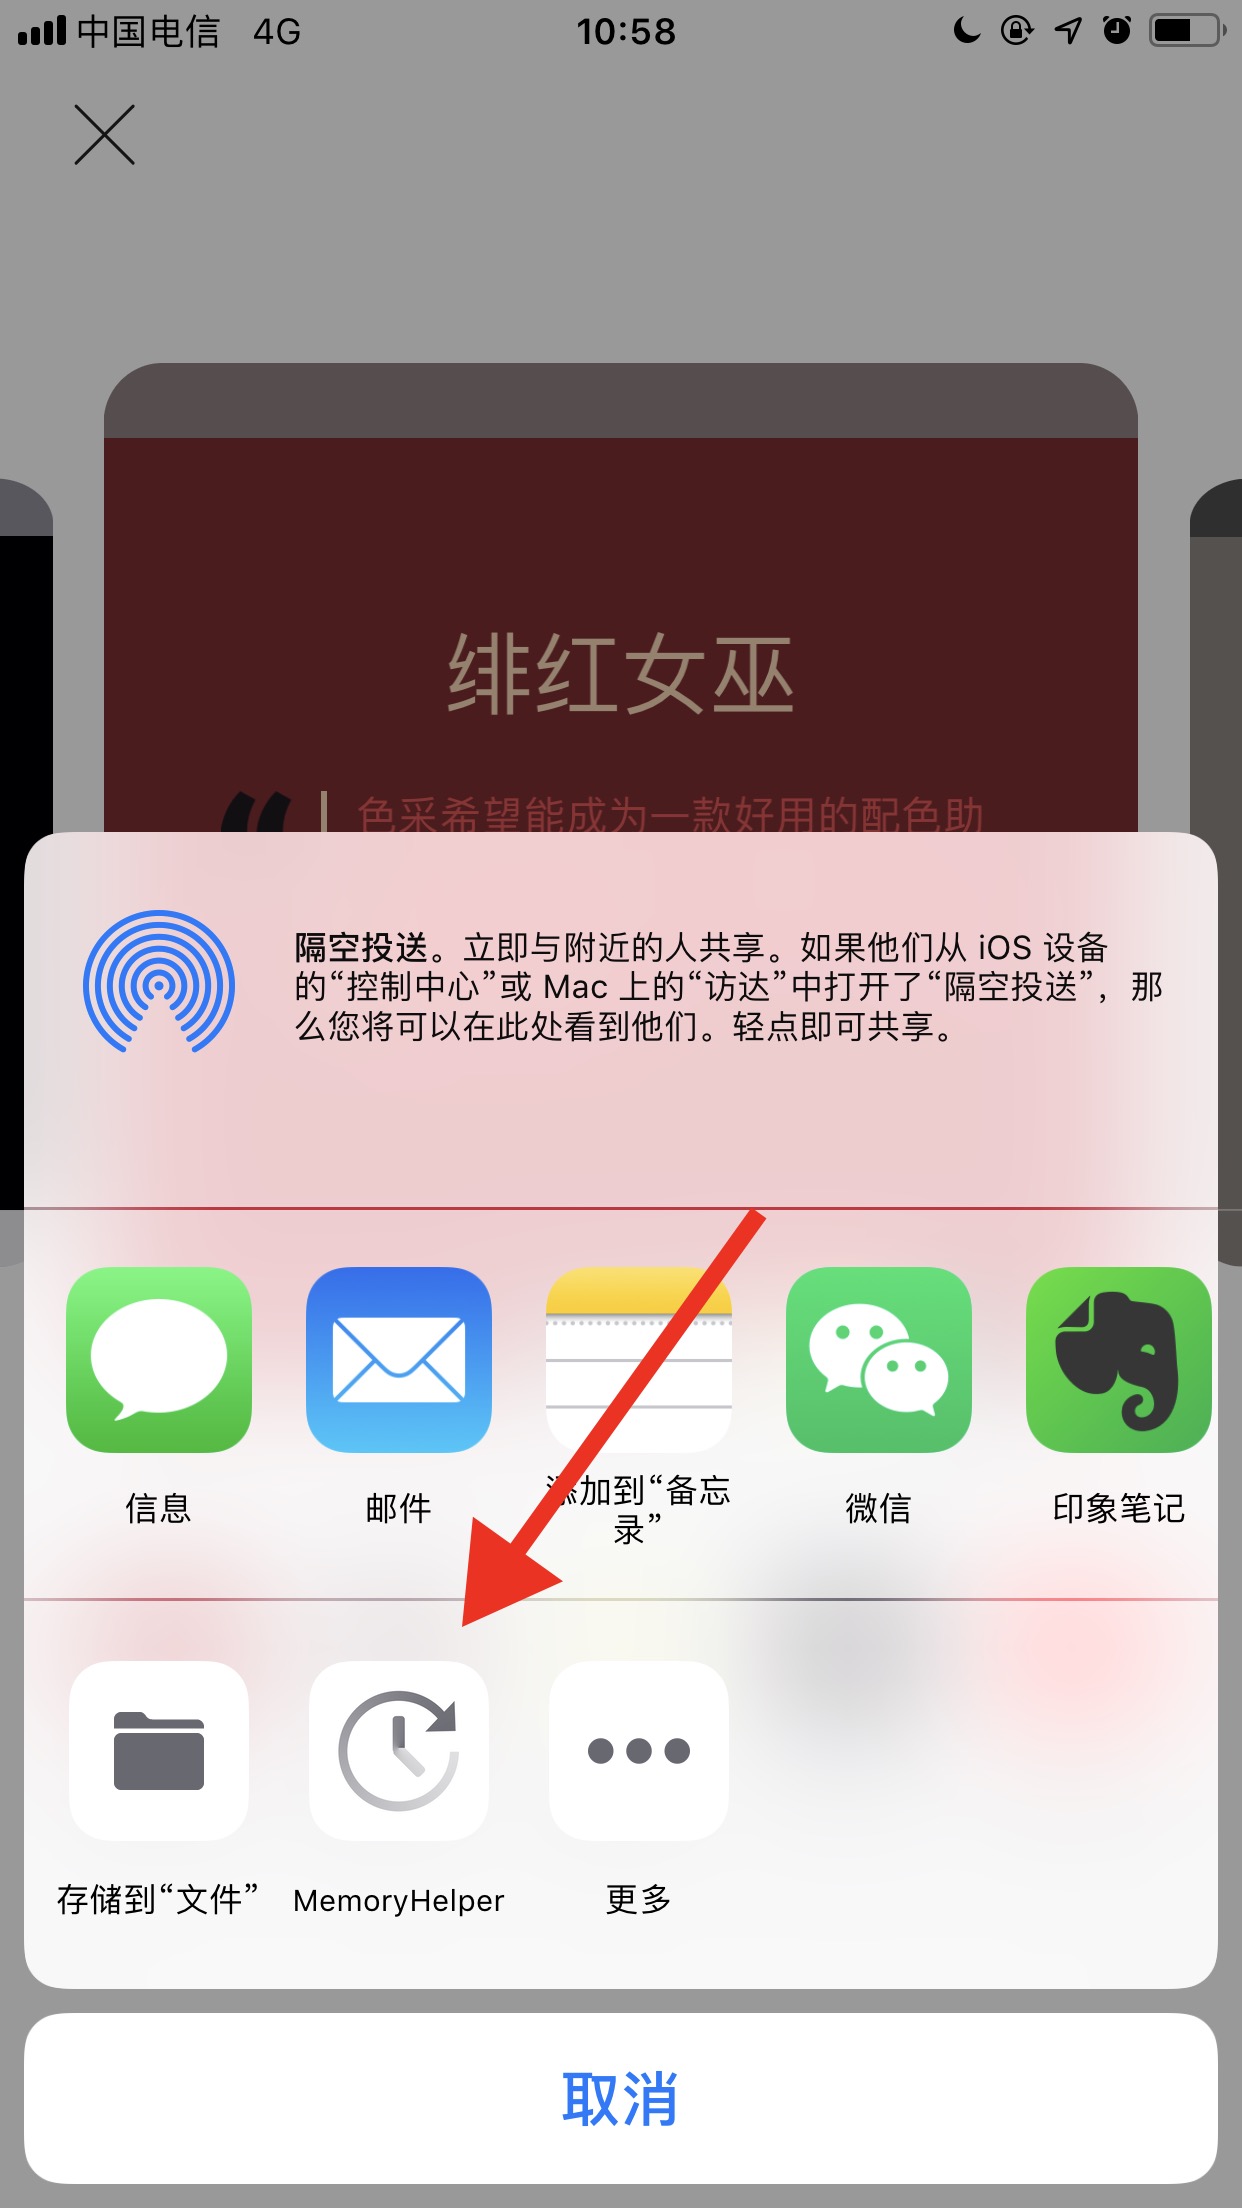 中国电信 4G 10:58
绯红女巫
“ 色采希望能成为一款好用的配色助
隔空投送。立即与附近的人共享。如果他们从 iOS 设备
的“控制中心”或 Mac 上的“访达”中打开了“隔空投送”，那
么您将可以在此处看到他们。轻点即可共享。
信息
邮件
添加到“备忘
录”
微信
印象笔记
存储到“文件”
MemoryHelper
更多
取消